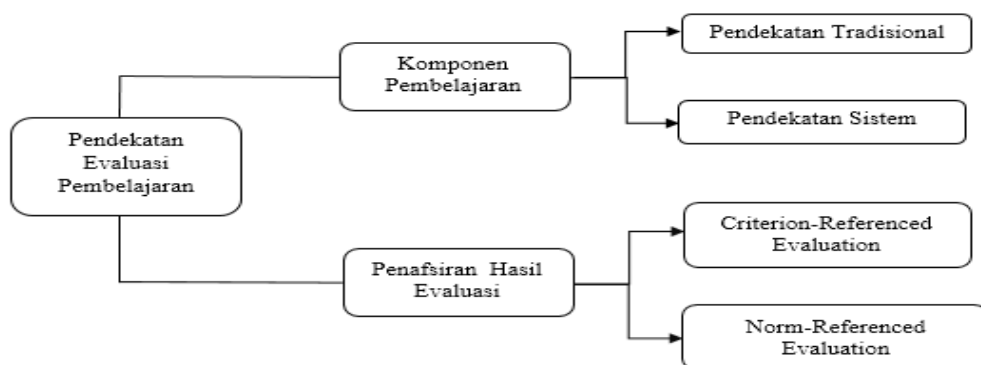 Pendekatan
Evaluasi
Pembelajaran
Komponen
Pembelajaran
Pendekatan Tradisional
Pendekatan Sistem
Penafsiran Hasil
Evaluasi
Criterion-Referenced
Evaluation
Norm-Referenced
Evaluation